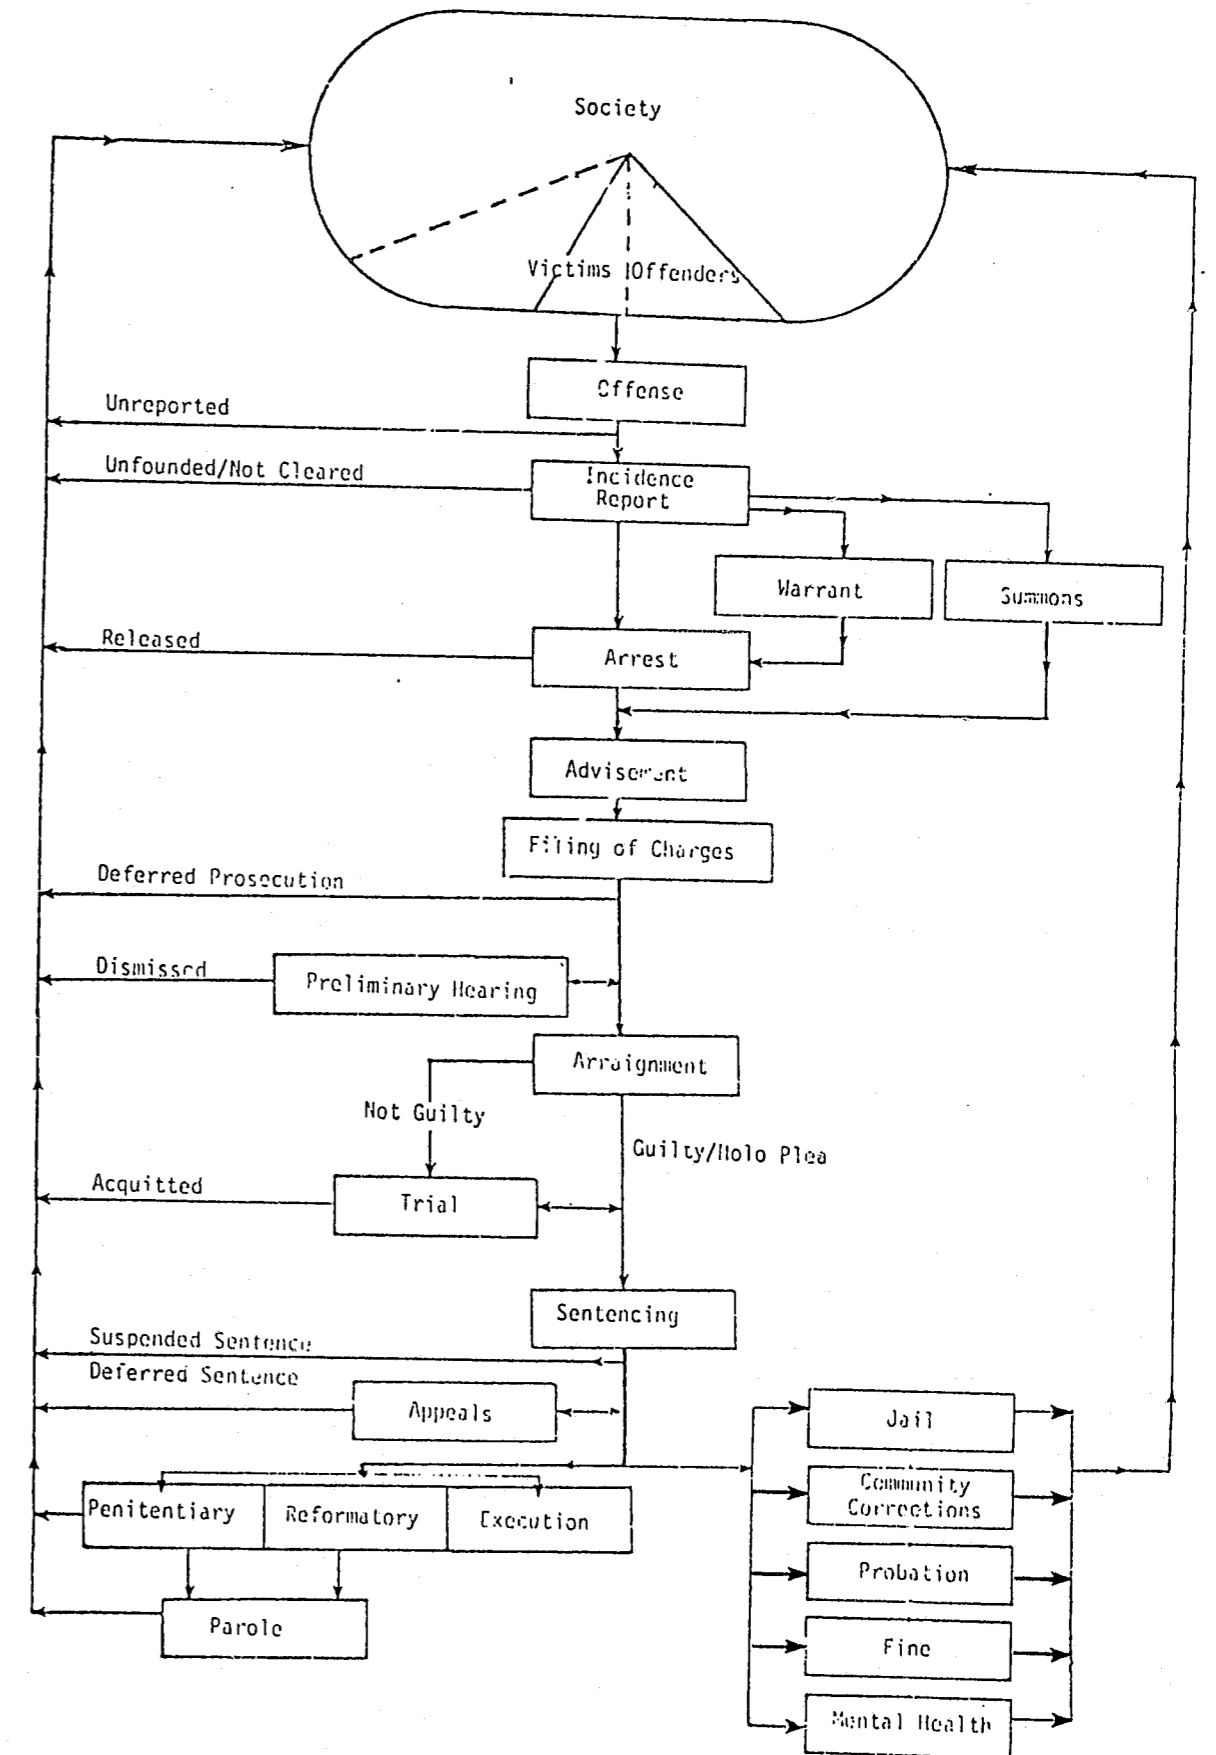 Society
Victims Offenders
Offense
Unreported
Unfounded/Not Cleared
Incidence
Report
Warrant
Summons
Released
Arrest
Advisement
Filing of Charges
Deferred Prosecution
Dismissed
Preliminary Hearing
Arraignment
Not Guilty
Guilty/Nolo Plea
Acquitted
Trial
Sentencing
Suspended Sentence
Deferred Sentence
Appeals
Jail
Community
Corrections
Penitentiary
Reformatory
Execution
Probation
Parole
Fine
Mental Health